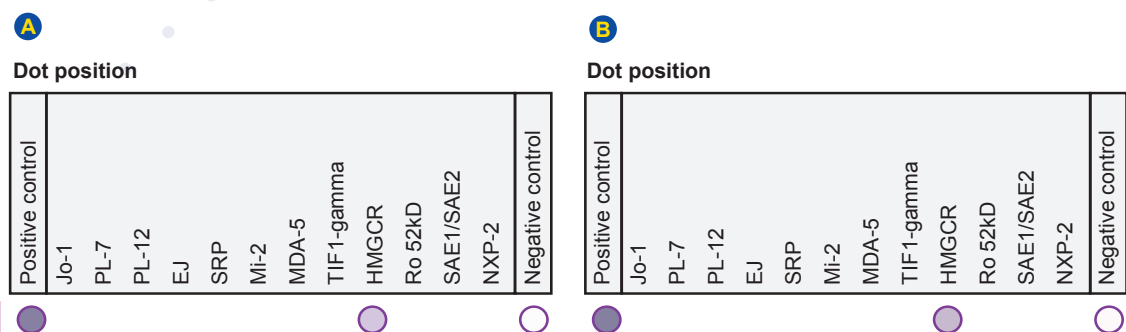 A
Dot position
Positive control
Jo-1
PL-7
PL-12
EJ
SRP
Mi-2
MDA-5
TIF1-gamma
HMGCR
Ro 52kD
SAE1/SAE2
NXP-2
Negative control
B
Dot position
Positive control
Jo-1
PL-7
PL-12
EJ
SRP
Mi-2
MDA-5
TIF1-gamma
HMGCR
Ro 52kD
SAE1/SAE2
NXP-2
Negative control